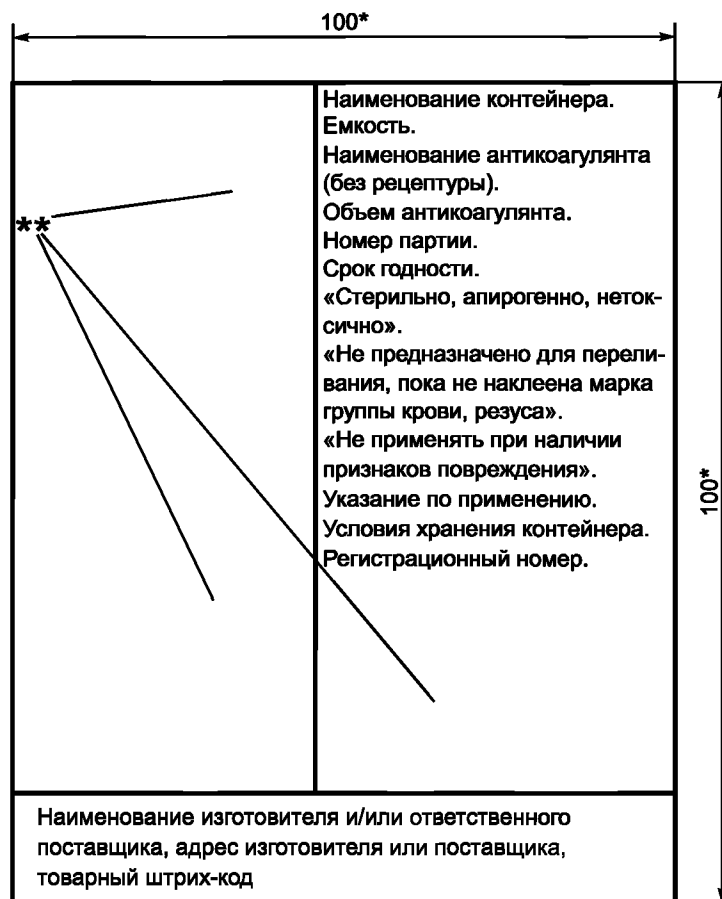 100*
Наименование контейнера.
Емкость.
Наименование антикоагулянта
(без рецептуры).
**
Объем антикоагулянта.
Номер партии.
Срок годности.
«Стерильно, апирогенно, неток-
сично».
«Не предназначено для перели-
вания, пока не наклеена марка
группы крови, резуса».
«Не применять при наличии
признаков повреждения».
Указание по применению.
Условия хранения контейнера.
Регистрационный номер.
100*
Наименование изготовителя и/или ответственного
поставщика, адрес изготовителя или поставщика,
товарный штрих-код